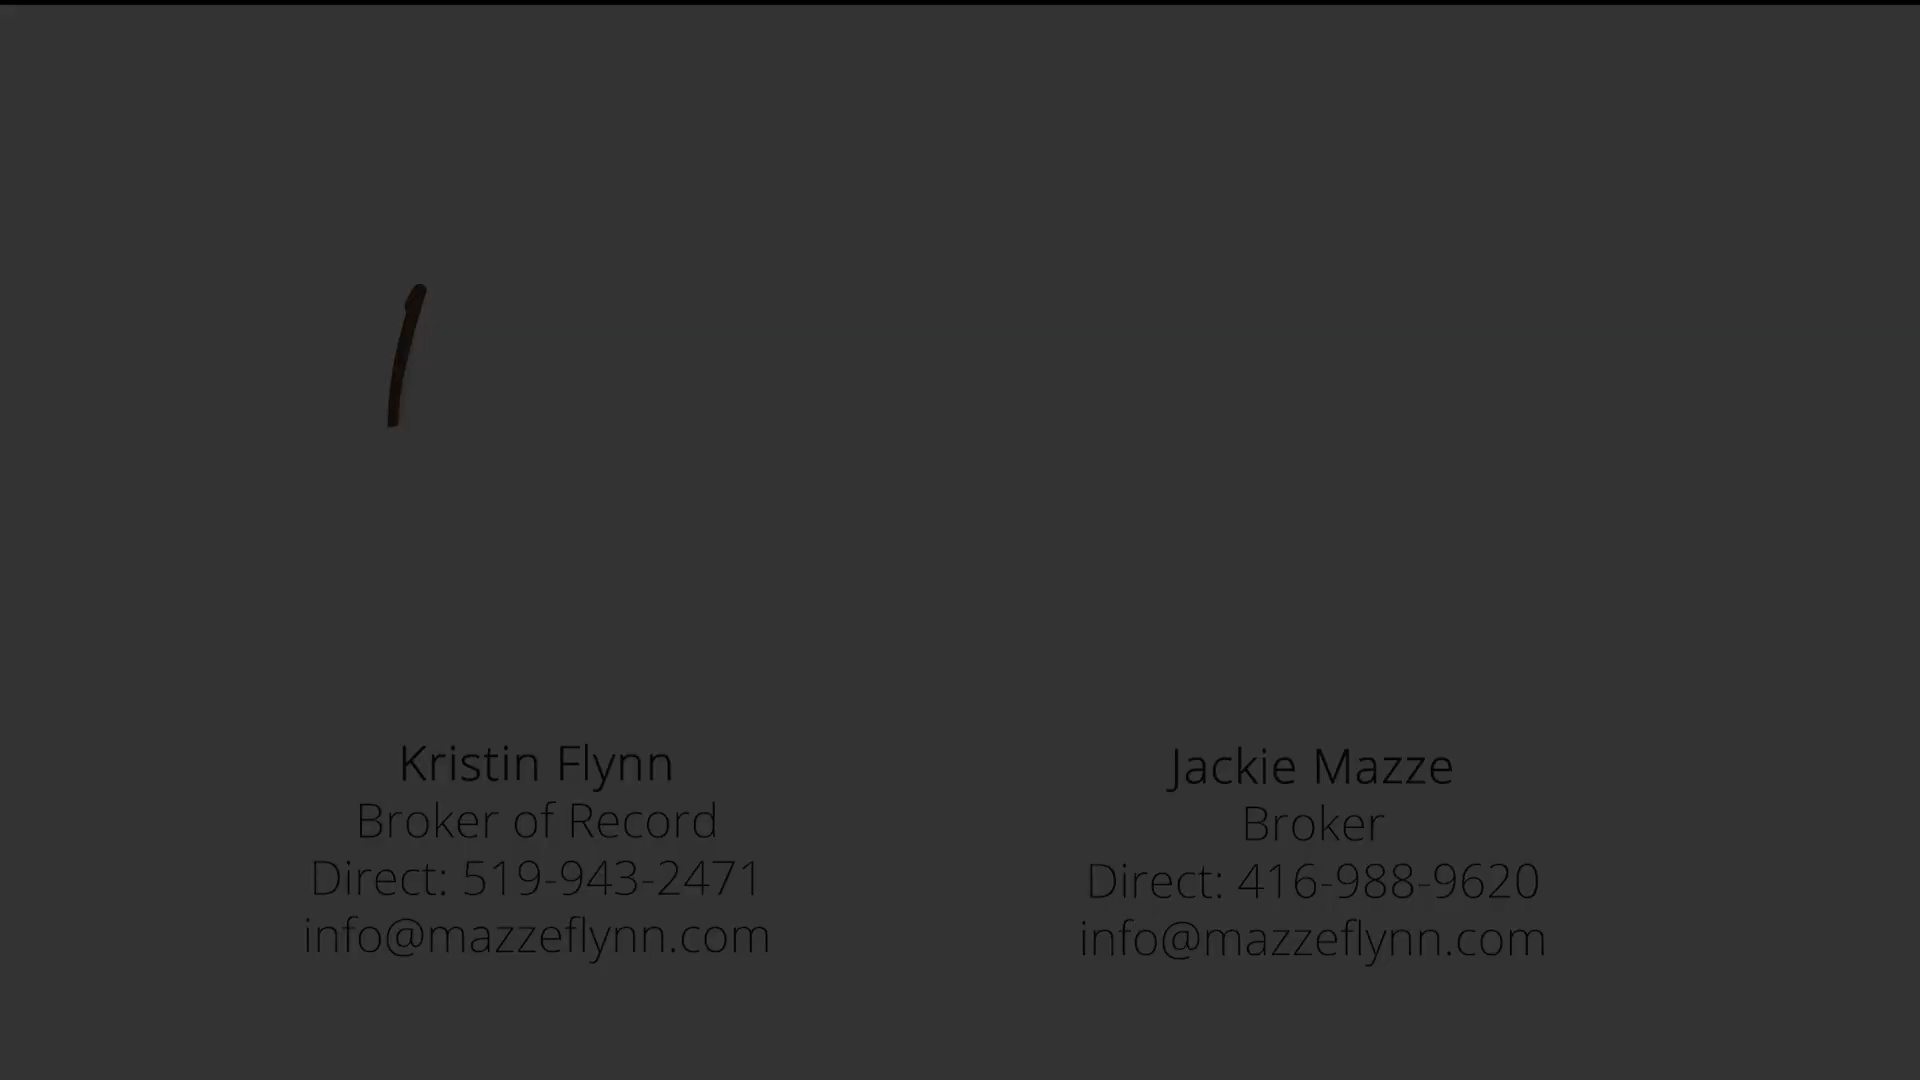 Kristin Flynn
Broker of Record
Direct: 519-943-2471
info@mazzeflynn.com
Jackie Mazze
Broker
Direct: 416-988-9620
info@mazzeflynn.com